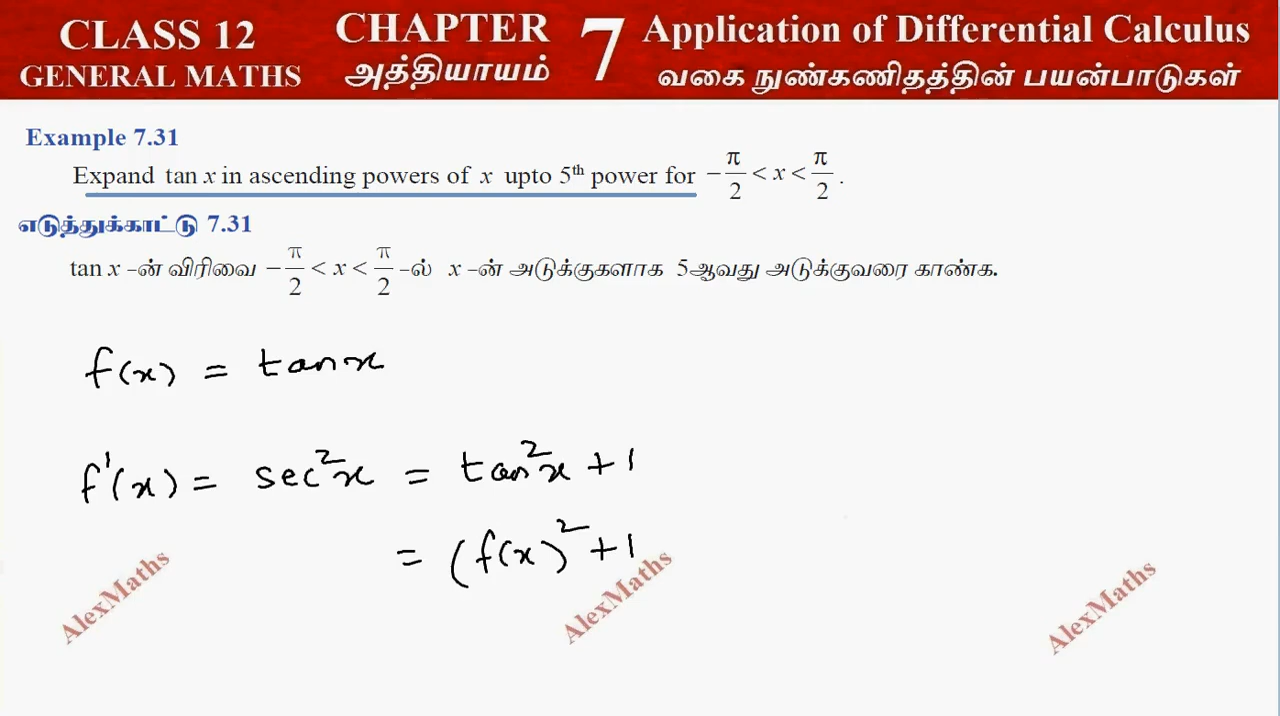 CLASS 12
GENERAL MATHS
CHAPTER
அத்தியாயம்
7
Application of Differential Calculus
வகை நுண்கணிதத்தின் பயன்பாடுகள்
Example 7.31
Expand tan x in ascending powers of x upto 5th power for -π/2 < x < π/2 .
எடுத்துக்காட்டு 7.31
tan x -ன் விரிவை -π/2 < x < π/2 -ல் x -ன் அடுக்குகளாக 5ஆவது அடுக்குவரை காண்க.
f(x) = tan x
f'(x) = sec²x = tan²x + 1
= (f(x)² + 1
AlexMaths
AlexMaths
AlexMaths